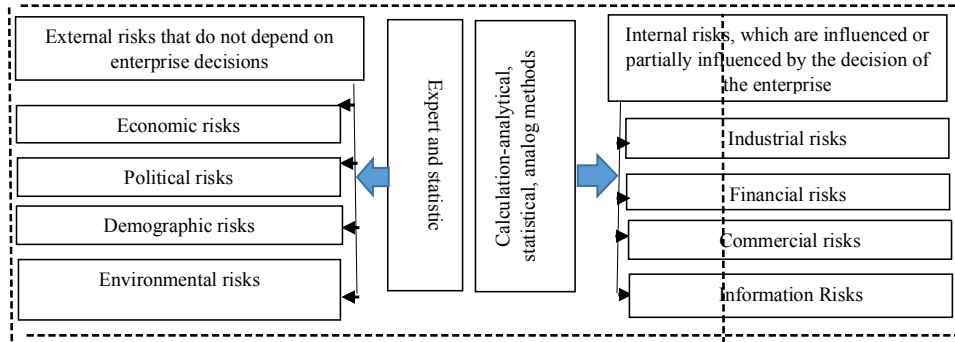 External risks that do not depend on
enterprise decisions
Economic risks
Political risks
Demographic risks
Environmental risks
Expert and statistic
Calculation-analytical,
statistical, analog methods
Internal risks, which are influenced or
partially influenced by the decision of
the enterprise
Industrial risks
Financial risks
Commercial risks
Information Risks